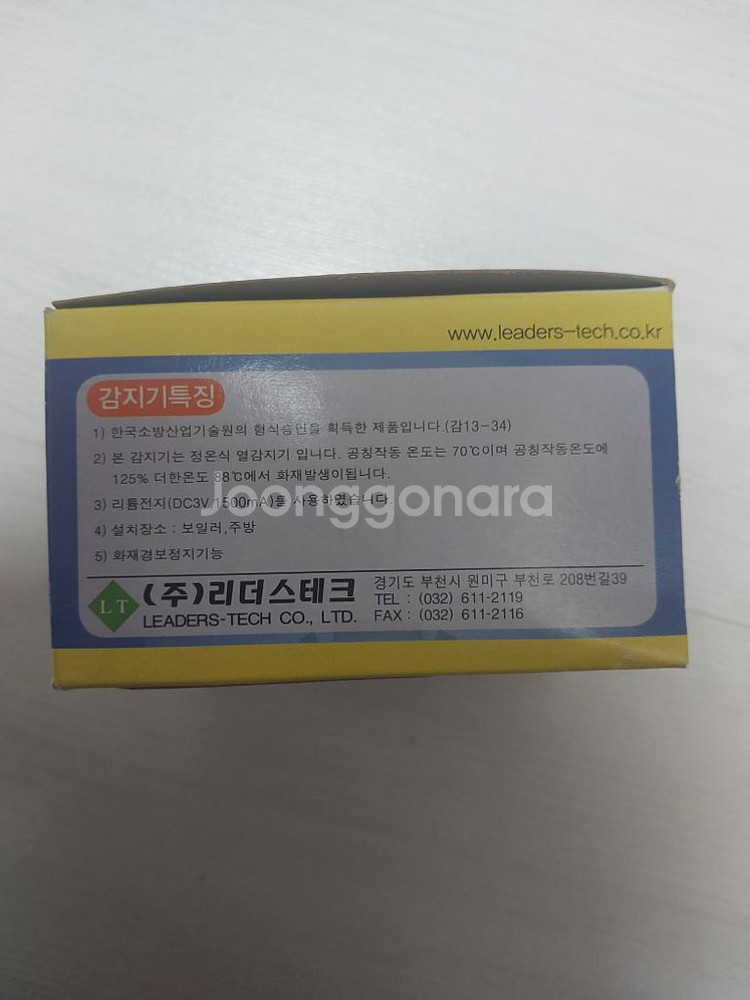 www.leaders-tech.co.kr
감지기특징
1) 한국소방산업기술원의 형식승인을 획득한 제품입니다.(감13-34)
2) 본 감지기는 정온식 열감지기 입니다. 공칭작동 온도는 70℃이며 공칭작동온도에
125% 더한온도 88℃에서 화재발생이됩니다.
3) 리튬전지(DC3V,1500mA)를 사용하였습니다.
4) 설치장소 : 보일러,주방
5) 화재경보정지기능
Joonggonara
LT (주)리더스테크 경기도 부천시 원미구 부천로 208번길39
TEL : (032) 611-2119
LEADERS-TECH CO., LTD. FAX : (032) 611-2116